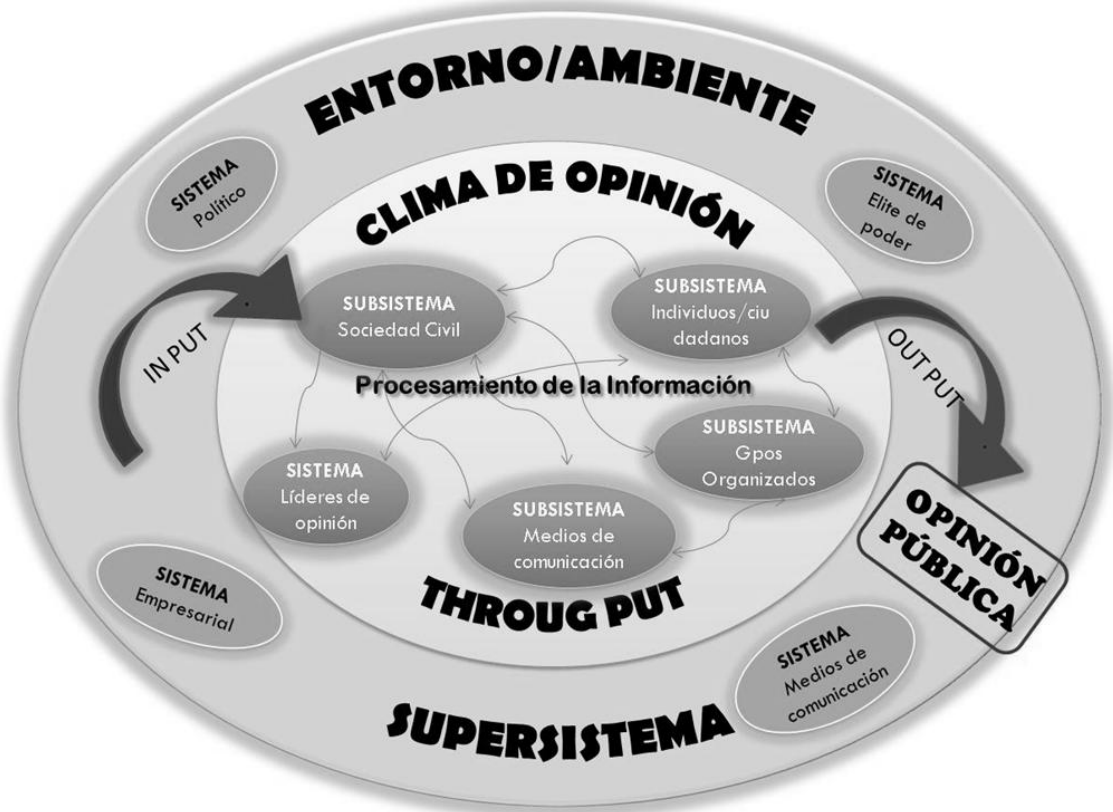 ENTORNO/AMBIENTE
SISTEMA
Político
SISTEMA
Elite de
poder
CLIMA DE OPINIÓN
SUBSISTEMA
Sociedad Civil
SUBSISTEMA
Individuos/ciu
dadanos
IN PUT
OUT PUT
Procesamiento de la Información
SUBSISTEMA
Gpos
Organizados
SISTEMA
Líderes de
opinión
SUBSISTEMA
Medios de
comunicación
OPINIÓN
PÚBLICA
THROUG PUT
SISTEMA
Empresarial
SISTEMA
Medios de
comunicación
SUPERSISTEMA